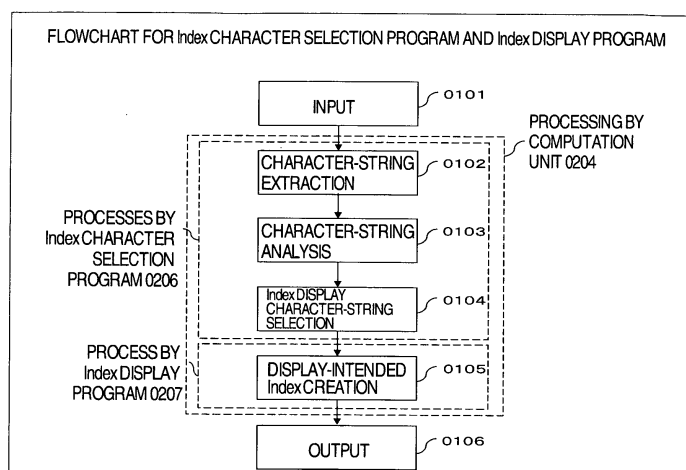 FLOWCHART FOR Index CHARACTER SELECTION PROGRAM AND Index DISPLAY PROGRAM
INPUT
0101
PROCESSING BY
COMPUTATION
UNIT 0204
CHARACTER-STRING
EXTRACTION
0102
PROCESSES BY
Index CHARACTER
SELECTION
PROGRAM 0206
CHARACTER-STRING
ANALYSIS
0103
Index DISPLAY
CHARACTER-STRING
SELECTION
0104
PROCESS BY
Index DISPLAY
PROGRAM 0207
DISPLAY-INTENDED
Index CREATION
0105
OUTPUT
0106